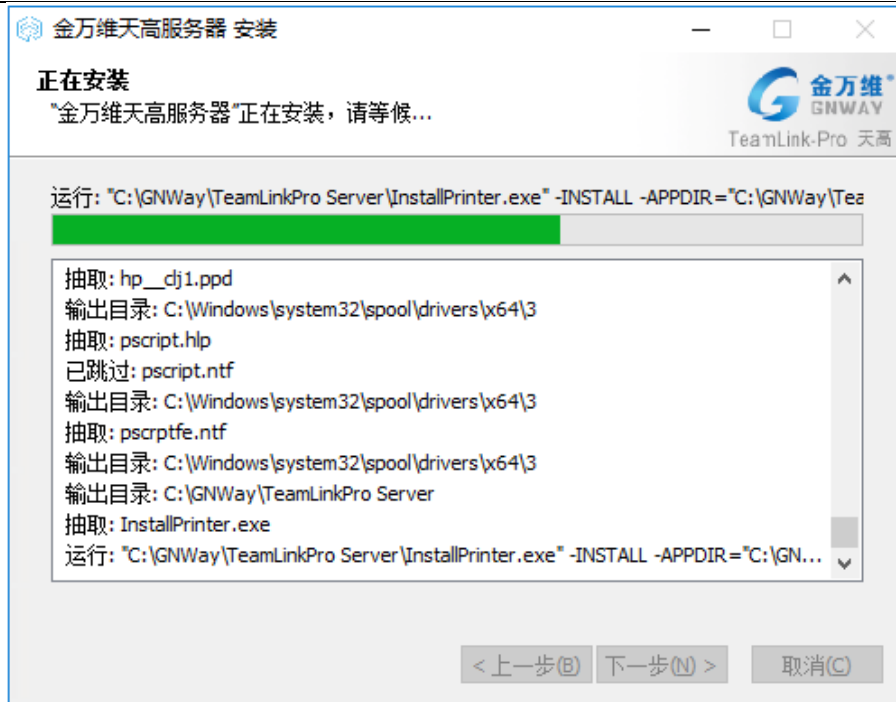 金万维天高服务器 安装
正在安装
"金万维天高服务器"正在安装，请等候...
金万维
GNWAY
TeamLink-Pro 天高
运行: "C:\GNWay\TeamLinkPro Server\InstallPrinter.exe" -INSTALL -APPDIR="C:\GNWay\Tea
抽取: hp__clj1.ppd
输出目录: C:\Windows\system32\spool\drivers\x64\3
抽取: pscript.hlp
已跳过: pscript.ntf
输出目录: C:\Windows\system32\spool\drivers\x64\3
抽取: pscrptfe.ntf
输出目录: C:\Windows\system32\spool\drivers\x64\3
输出目录: C:\GNWay\TeamLinkPro Server
抽取: InstallPrinter.exe
运行: "C:\GNWay\TeamLinkPro Server\InstallPrinter.exe" -INSTALL -APPDIR="C:\GN...
< 上一步(B) 下一步(N) > 取消(C)